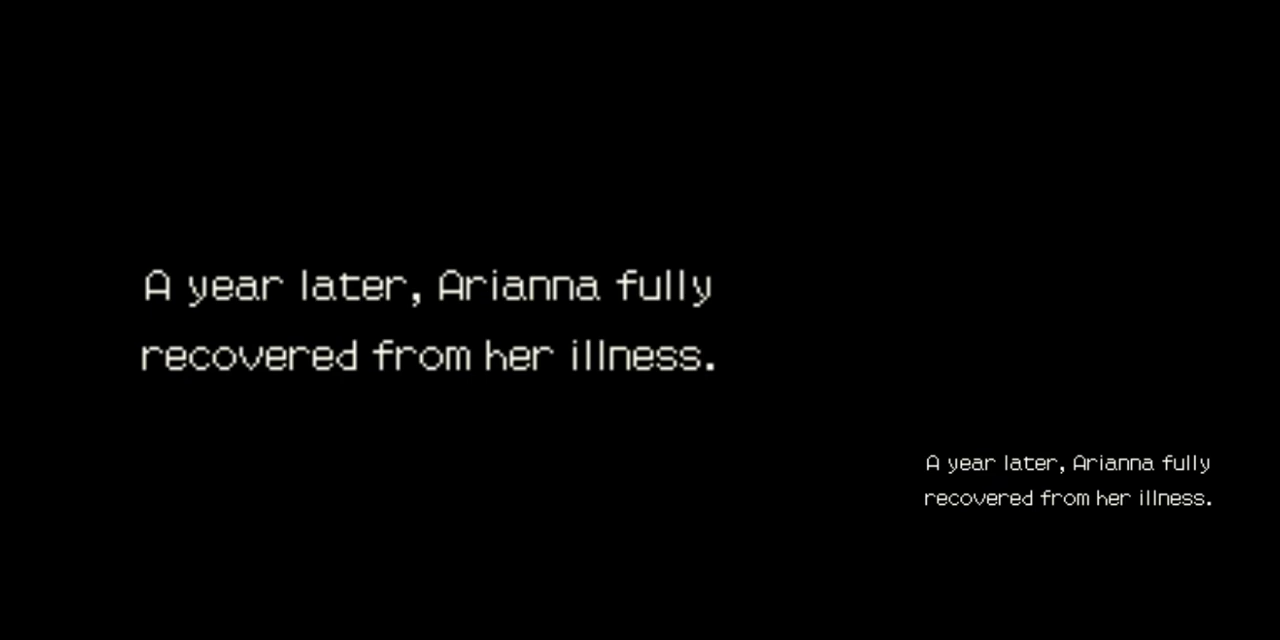 A year later, Arianna fully
recovered from her illness.
A year later, Arianna fully
recovered from her illness.